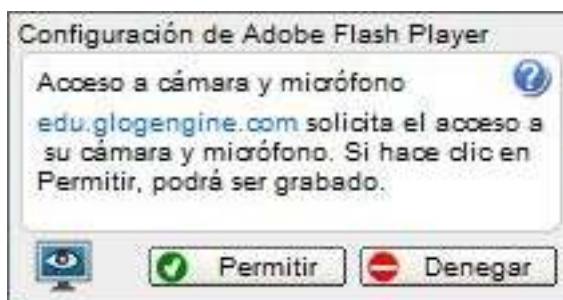 Configuración de Adobe Flash Player
Acceso a cámara y micrófono
edu.glogengine.com solicita el acceso a
su cámara y micrófono. Si hace clic en
Permitir, podrá ser grabado.
Permitir
Denegar